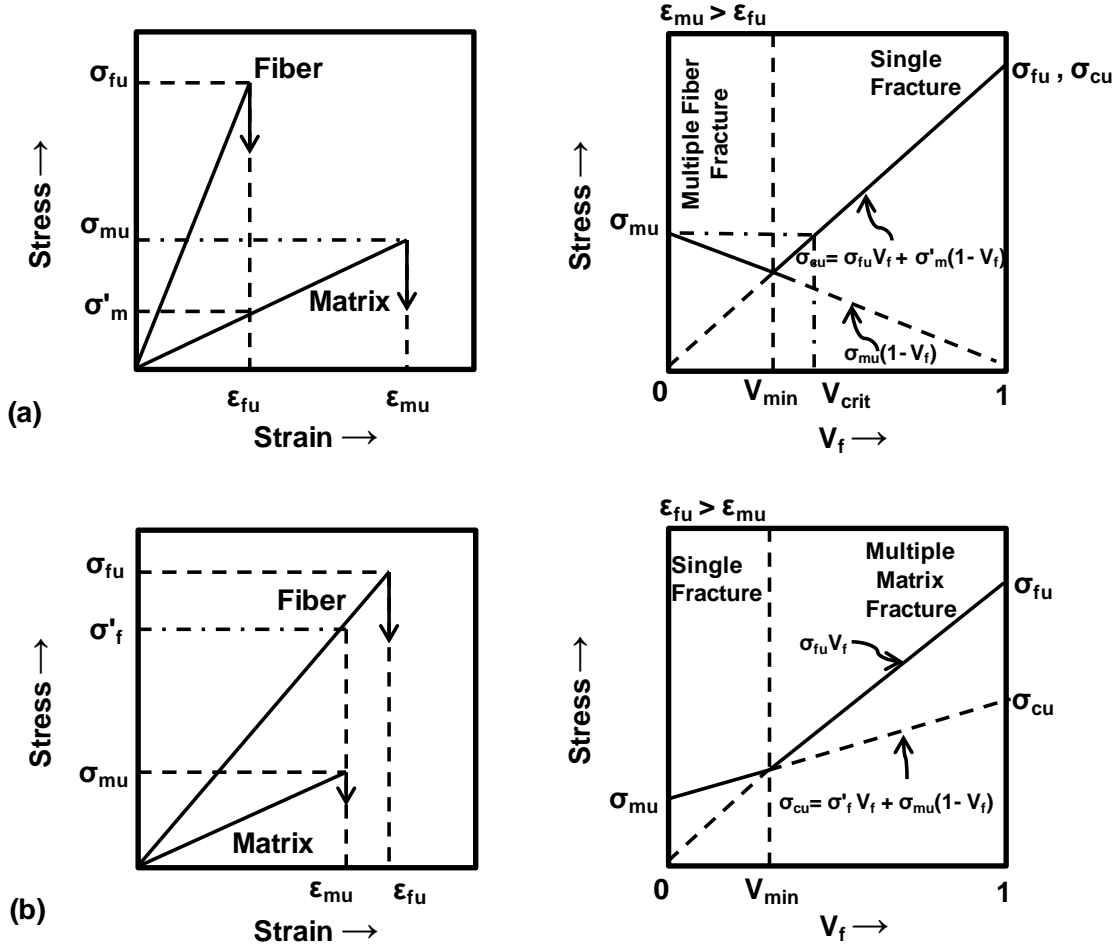 σfu
Fiber
σmu
σ'm
Matrix
Stress →
εfu
εmu
Strain →
(a)
εmu > εfu
Multiple Fiber
Fracture
Single
Fracture
σfu , σcu
σmu
σcu= σfuVf + σ'm(1- Vf)
σmu(1- Vf)
Stress →
0
Vmin
Vcrit
1
Vf →
σfu
Fiber
σ'f
σmu
Matrix
Stress →
εmu
εfu
Strain →
(b)
εfu > εmu
Single
Fracture
Multiple
Matrix
Fracture
σfu
σfuVf
σcu
σmu
σcu= σ'f Vf + σmu(1- Vf)
Stress →
0
Vmin
1
Vf →